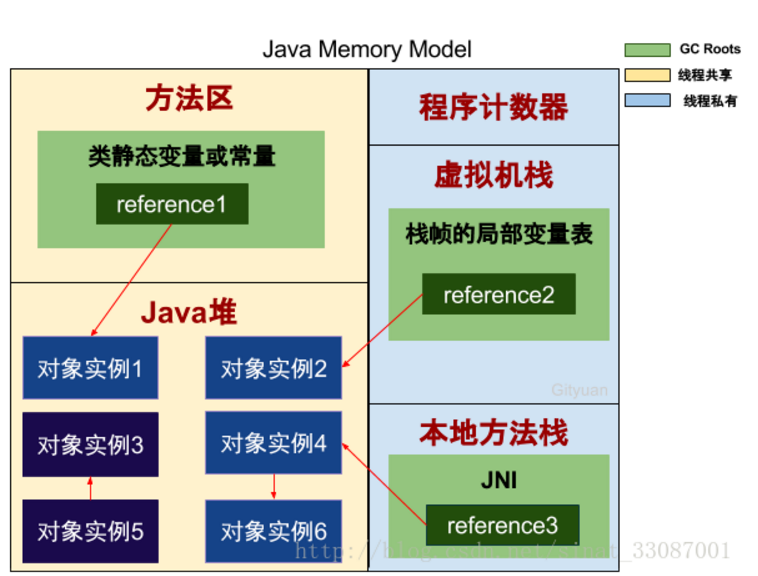 Java Memory Model
GC Roots
线程共享
线程私有
方法区
类静态变量或常量
reference1
程序计数器
虚拟机栈
栈帧的局部变量表
reference2
Gityuan
Java堆
对象实例1
对象实例2
对象实例3
对象实例4
对象实例5
对象实例6
本地方法栈
JNI
reference3
http://blog.csdn.net/sinat_33087001